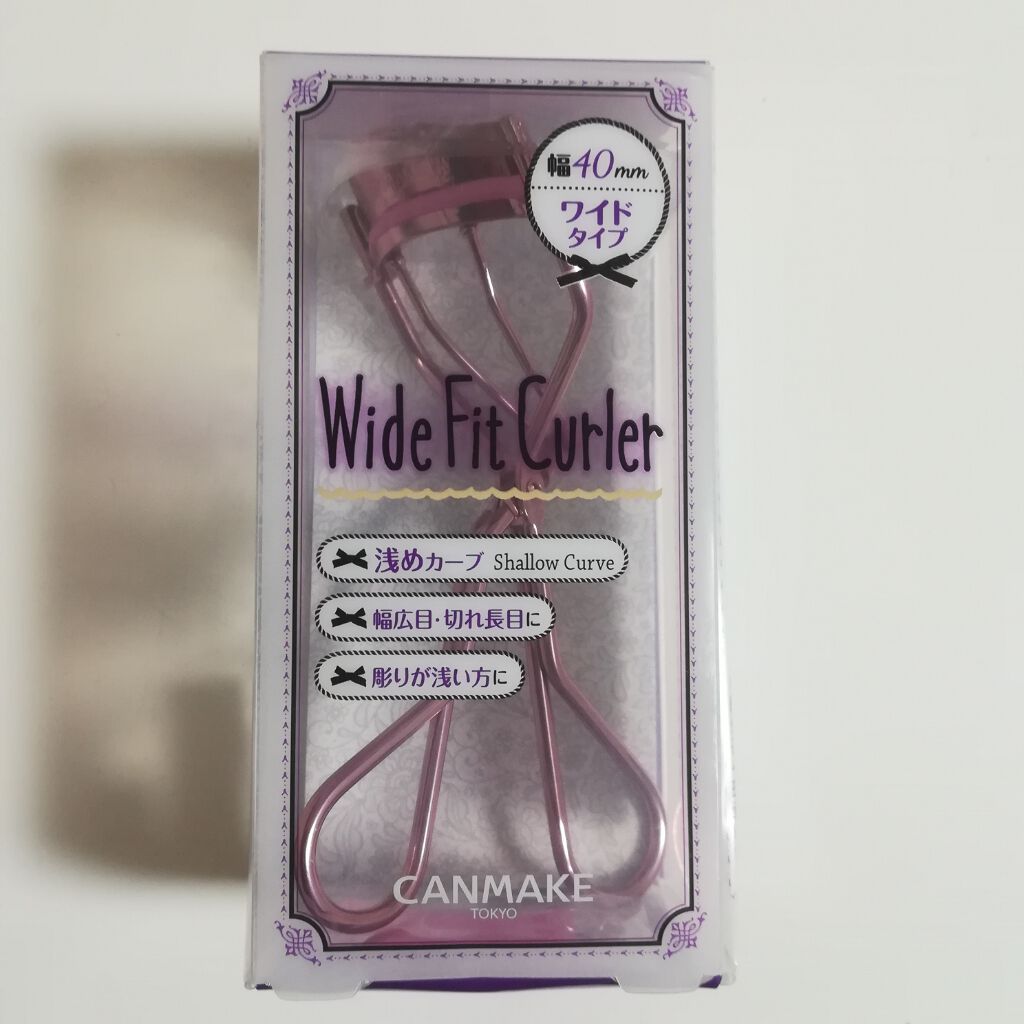 幅40mm
ワイド
タイプ
Wide Fit Curler
浅めカーブ Shallow Curve
幅広目・切れ長目に
彫りが浅い方に
CANMAKE
TOKYO